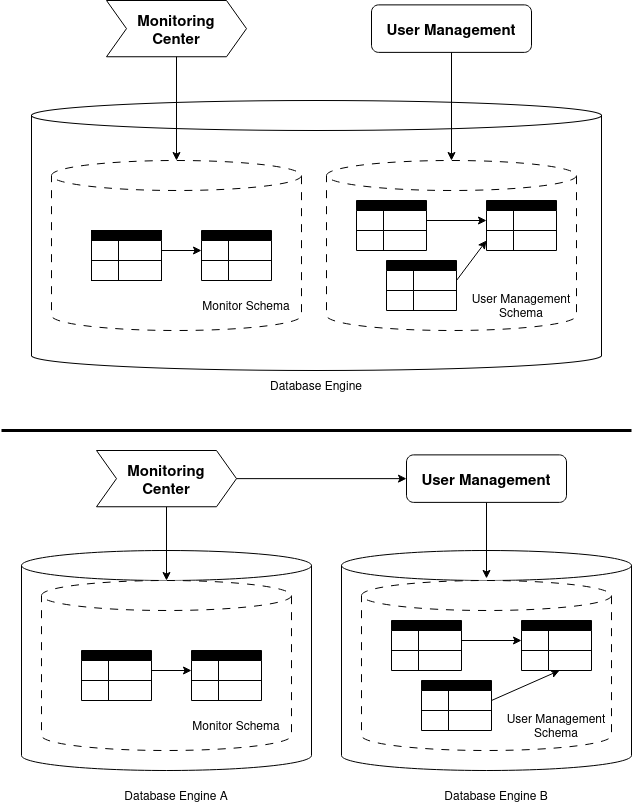 Monitoring
Center
User Management
Monitor Schema
User Management
Schema
Database Engine
Monitoring
Center
User Management
Monitor Schema
User Management
Schema
Database Engine A
Database Engine B